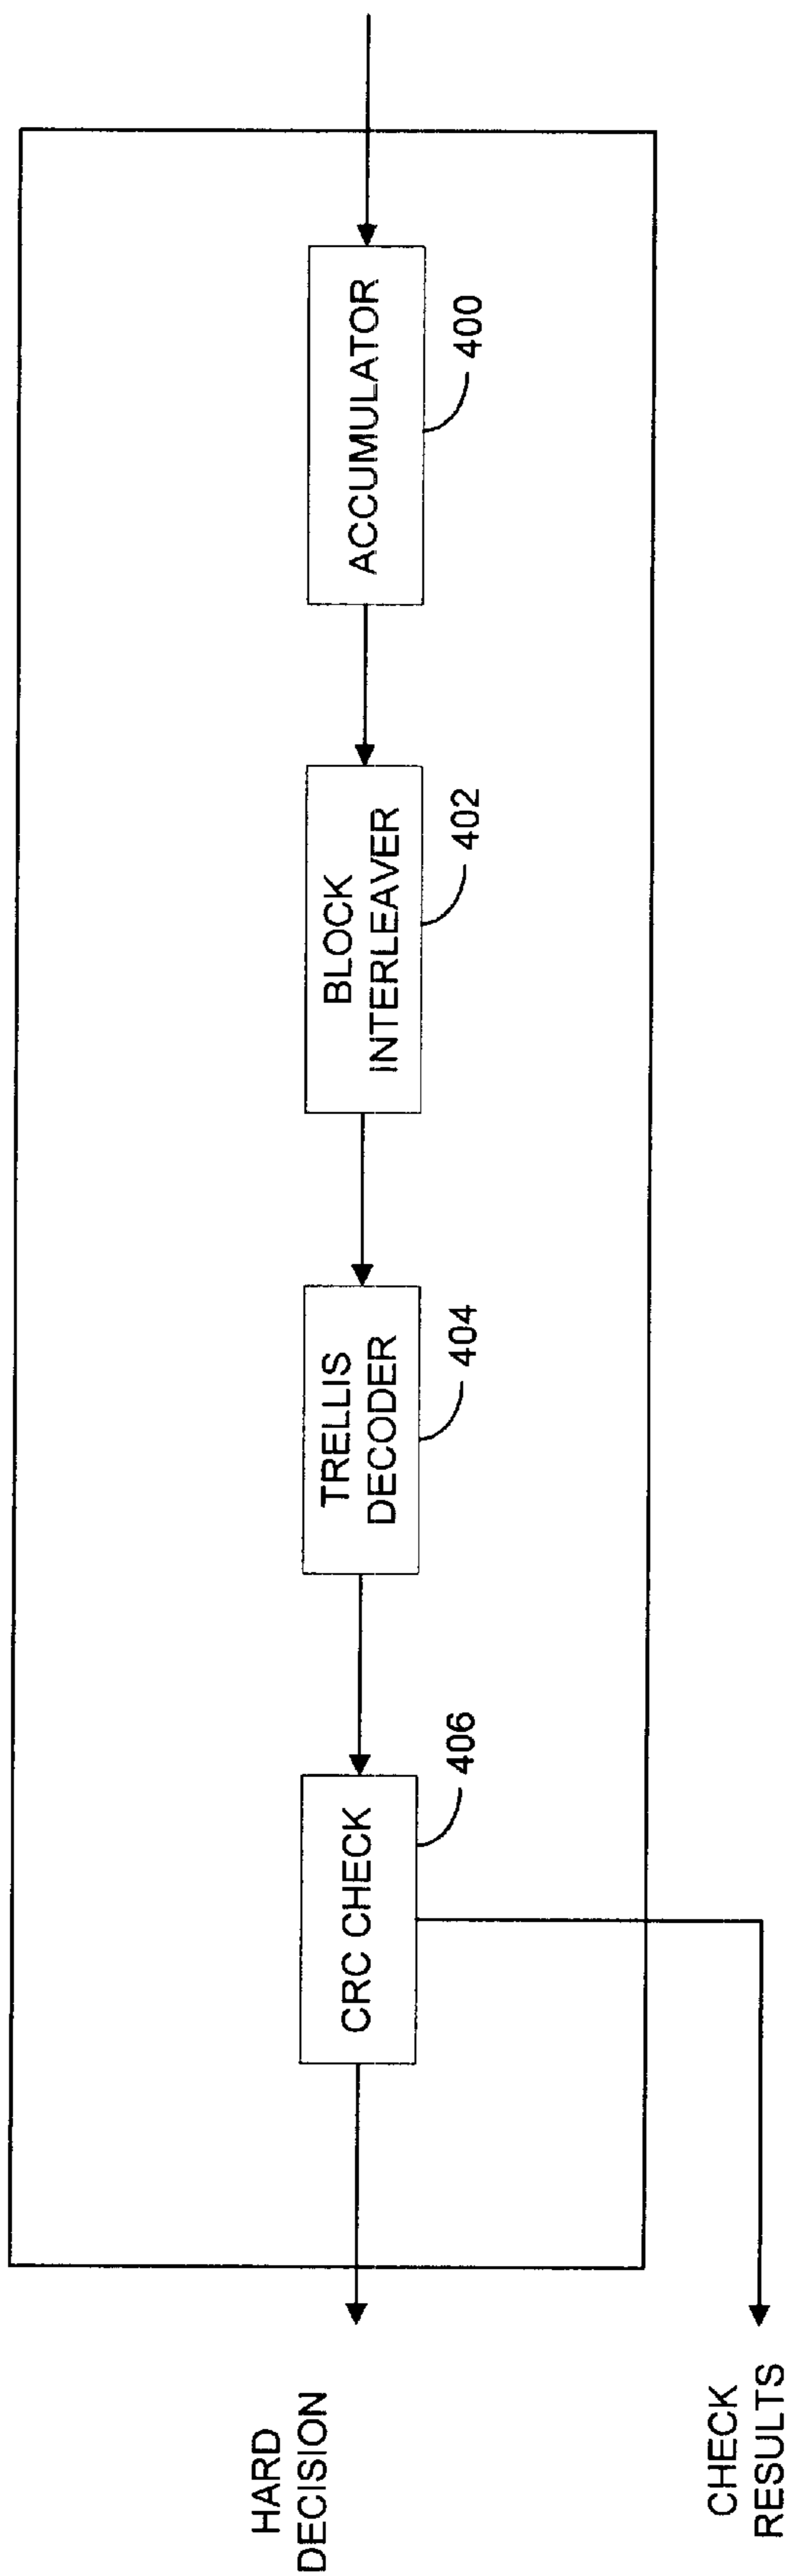 ACCUMULATOR
400
BLOCK
INTERLEAVER
402
TRELLIS
DECODER
404
CRC CHECK
406
HARD
DECISION
CHECK
RESULTS